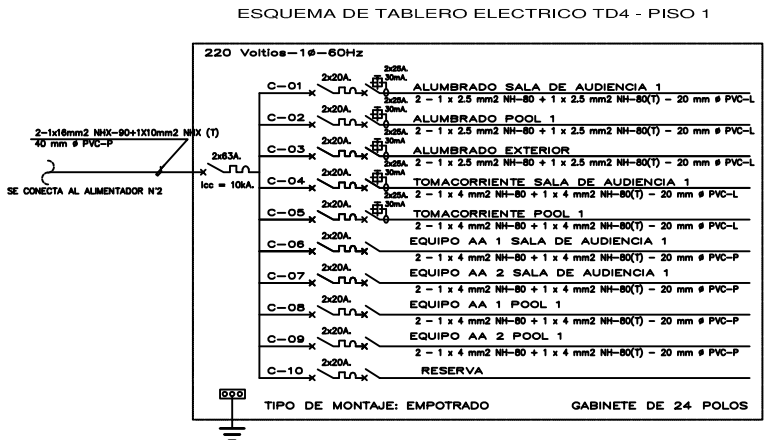 ESQUEMA DE TABLERO ELECTRICO TD4 - PISO 1
220 Voltios-1ø-60Hz
2-1x16mm2 NHX-90+1X10mm2 NHX (T)
40 mm ø PVC-P
SE CONECTA AL ALIMENTADOR N°2
2x63A.
Icc = 10kA.
C-01 2x20A. 2x25A. 30mA. ALUMBRADO SALA DE AUDIENCIA 1
2 - 1 x 2.5 mm2 NH-80 + 1 x 2.5 mm2 NH-80(T) - 20 mm ø PVC-L
C-02 2x20A. 2x25A. 30mA. ALUMBRADO POOL 1
2 - 1 x 2.5 mm2 NH-80 + 1 x 2.5 mm2 NH-80(T) - 20 mm ø PVC-L
C-03 2x20A. 2x25A. 30mA. ALUMBRADO EXTERIOR
2 - 1 x 2.5 mm2 NH-80 + 1 x 2.5 mm2 NH-80(T) - 20 mm ø PVC-L
C-04 2x20A. 2x25A. 30mA. TOMACORRIENTE SALA DE AUDIENCIA 1
2 - 1 x 4 mm2 NH-80 + 1 x 4 mm2 NH-80(T) - 20 mm ø PVC-L
C-05 2x20A. 2x25A. 30mA TOMACORRIENTE POOL 1
2 - 1 x 4 mm2 NH-80 + 1 x 4 mm2 NH-80(T) - 20 mm ø PVC-L
C-06 2x20A. EQUIPO AA 1 SALA DE AUDIENCIA 1
2 - 1 x 4 mm2 NH-80 + 1 x 4 mm2 NH-80(T) - 20 mm ø PVC-P
C-07 2x20A. EQUIPO AA 2 SALA DE AUDIENCIA 1
2 - 1 x 4 mm2 NH-80 + 1 x 4 mm2 NH-80(T) - 20 mm ø PVC-P
C-08 2x20A. EQUIPO AA 1 POOL 1
2 - 1 x 4 mm2 NH-80 + 1 x 4 mm2 NH-80(T) - 20 mm ø PVC-P
C-09 2x20A. EQUIPO AA 2 POOL 1
2 - 1 x 4 mm2 NH-80 + 1 x 4 mm2 NH-80(T) - 20 mm ø PVC-P
C-10 2x20A. RESERVA
TIPO DE MONTAJE: EMPOTRADO GABINETE DE 24 POLOS